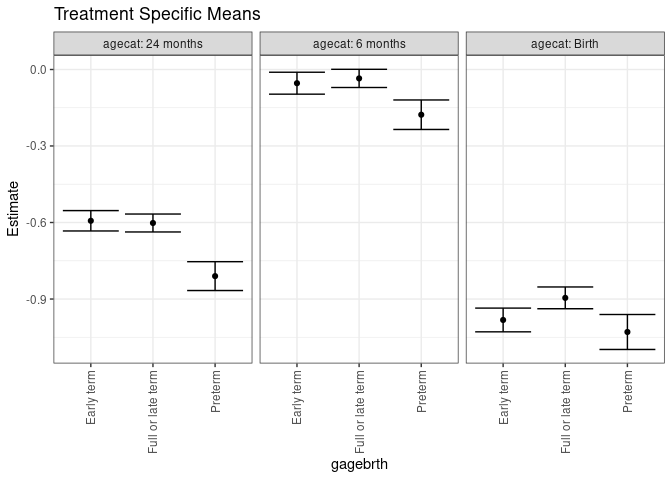 Treatment Specific Means
agecat: 24 months
agecat: 6 months
agecat: Birth
0.0
-0.3
-0.6
-0.9
Estimate
Early term
Full or late term
Preterm
Early term
Full or late term
Preterm
Early term
Full or late term
Preterm
gagebrth